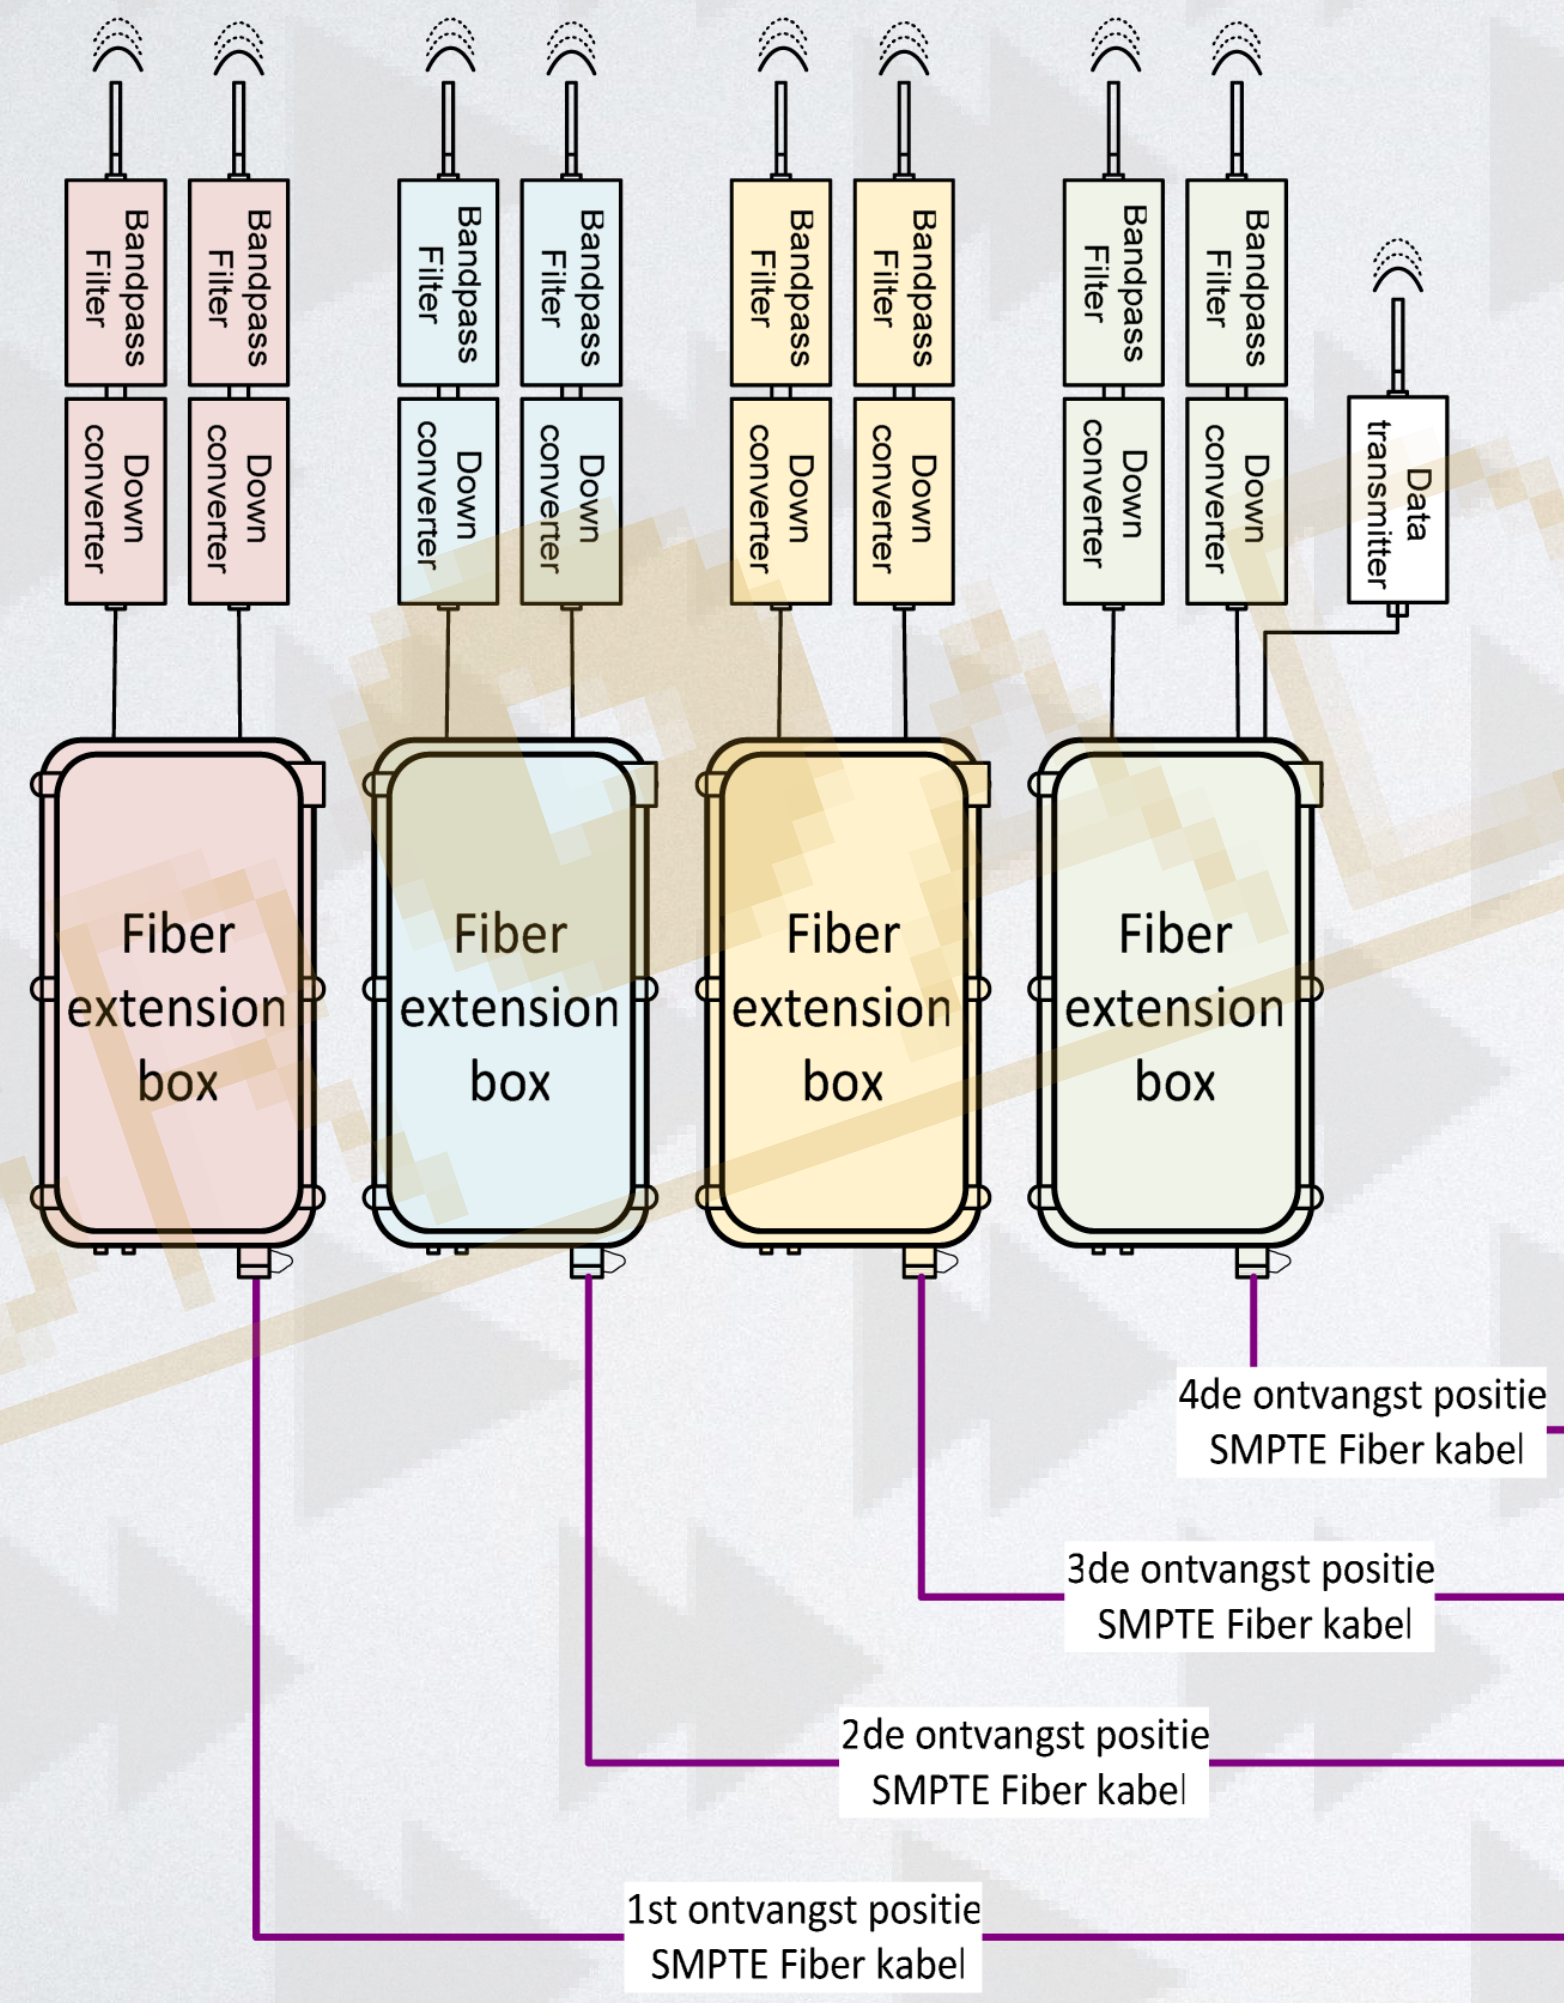 Bandpass
Filter
Bandpass
Filter
Bandpass
Filter
Bandpass
Filter
Bandpass
Filter
Bandpass
Filter
Bandpass
Filter
Bandpass
Filter
Down
converter
Down
converter
Down
converter
Down
converter
Down
converter
Down
converter
Down
converter
Down
converter
Data
transmitter
Fiber
extension
box
Fiber
extension
box
Fiber
extension
box
Fiber
extension
box
4de ontvangst positie
SMPTE Fiber kabel
3de ontvangst positie
SMPTE Fiber kabel
2de ontvangst positie
SMPTE Fiber kabel
1st ontvangst positie
SMPTE Fiber kabel